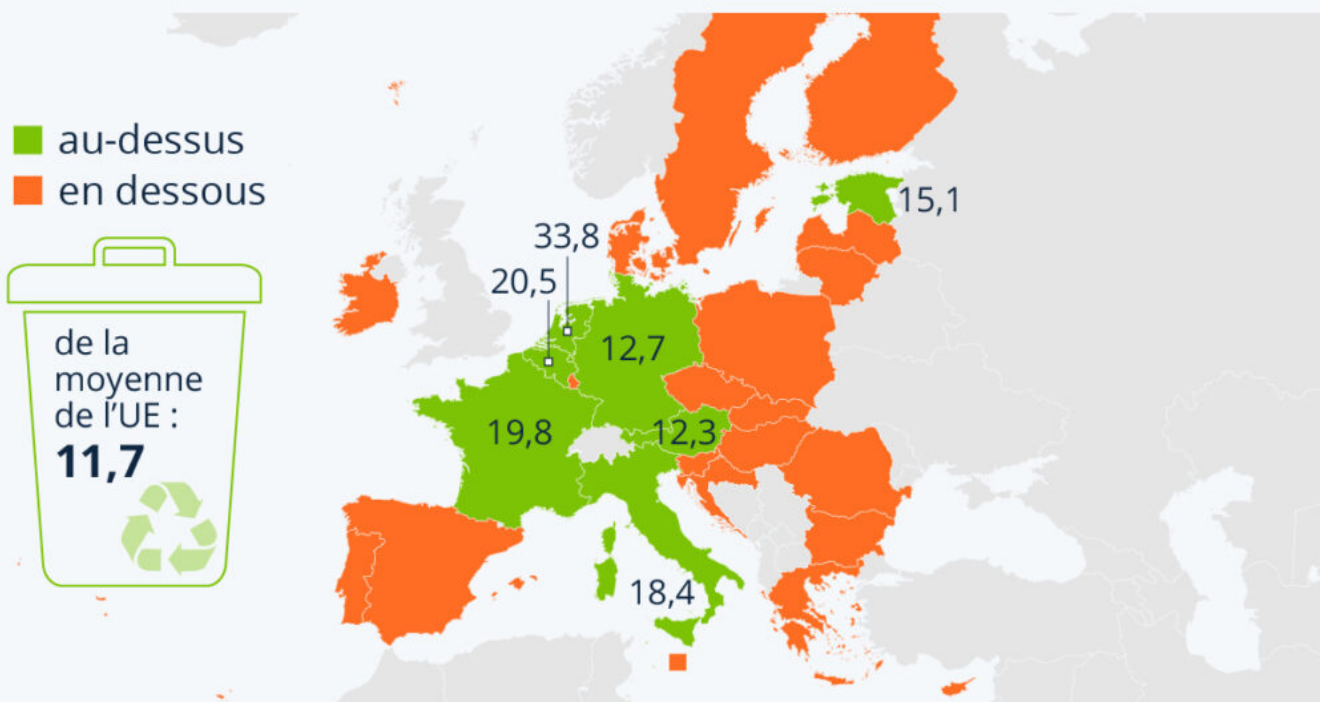 au-dessus
en dessous
de la
moyenne
de l'UE :
11,7
15,1
33,8
20,5
12,7
19,8
12,3
18,4